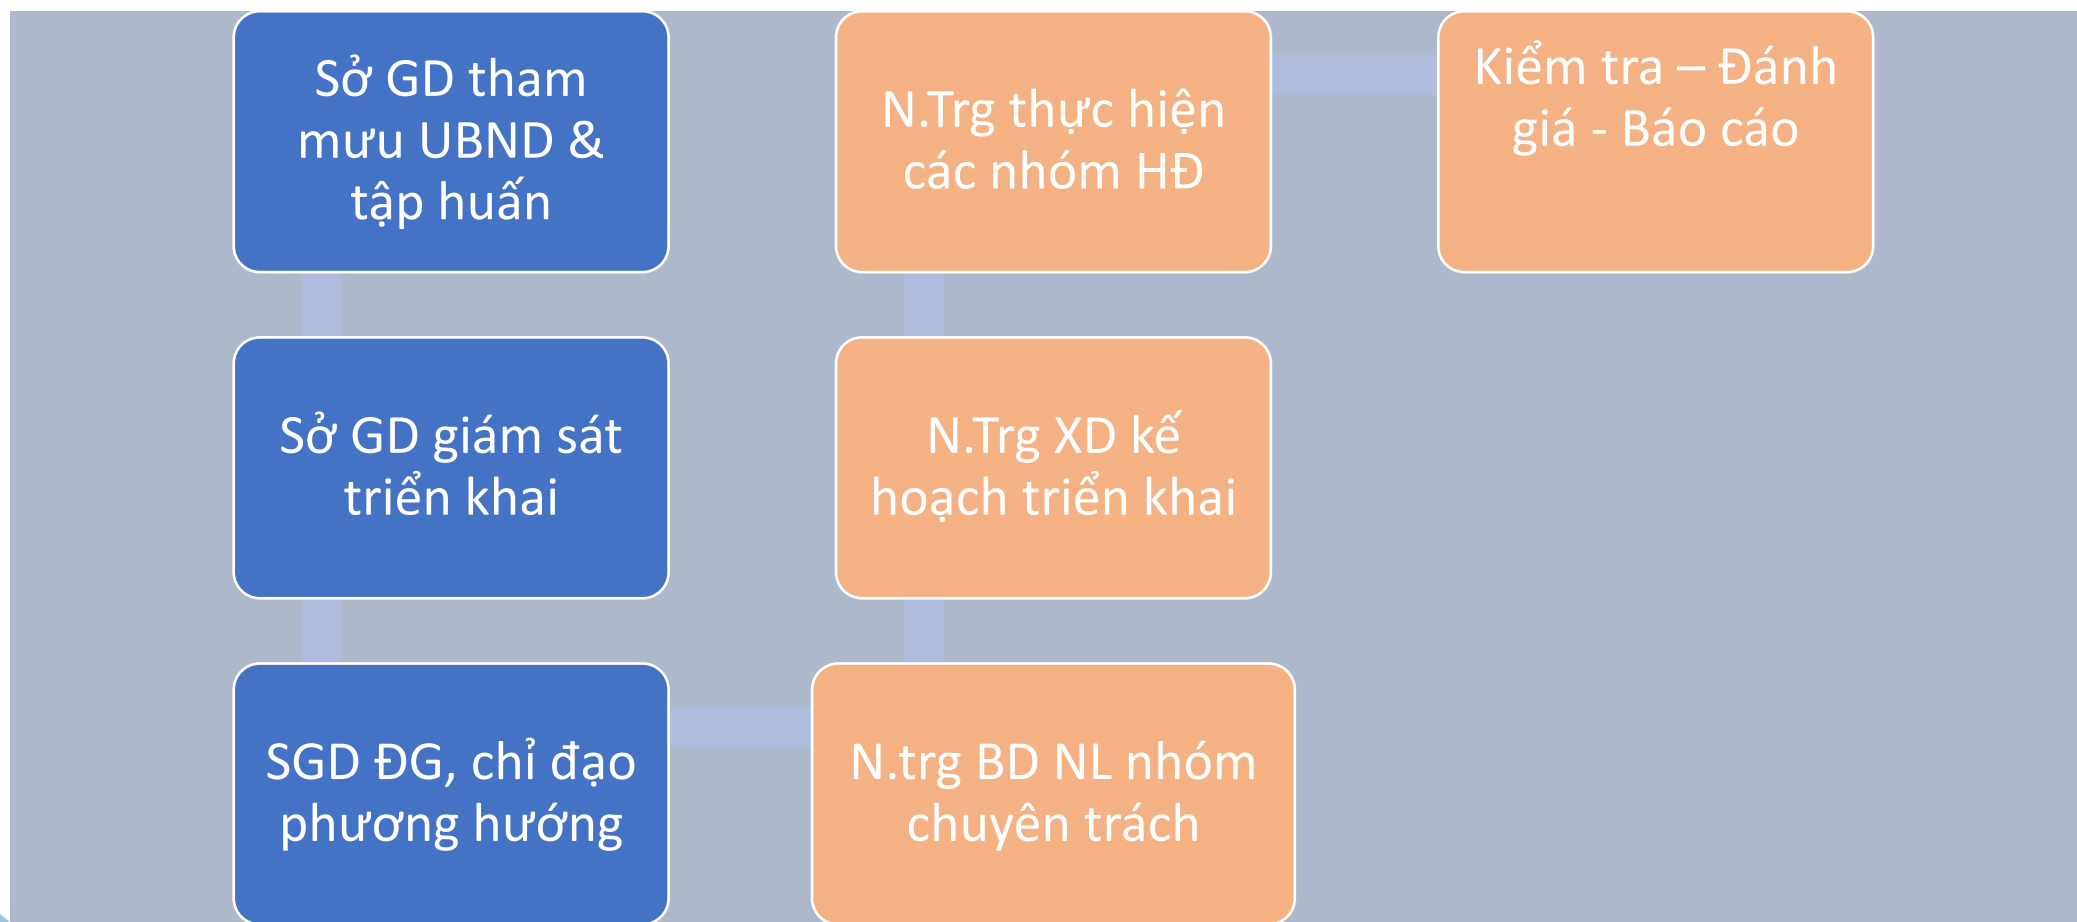 Sở GD tham
mưu UBND &
tập huấn
Sở GD giám sát
triển khai
SGD ĐG, chỉ đạo
phương hướng
N.trg BD NL nhóm
chuyên trách
N.Trg XD kế
hoạch triển khai
N.Trg thực hiện
các nhóm HĐ
Kiểm tra – Đánh
giá - Báo cáo